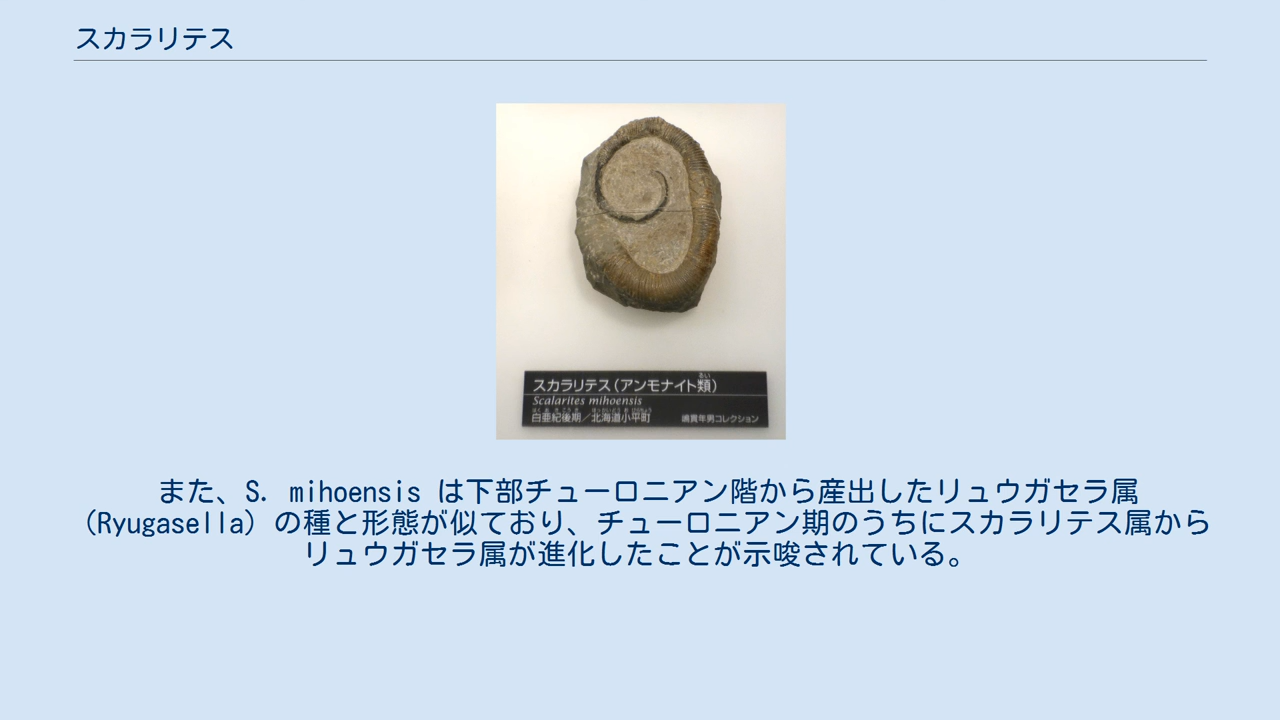 スカラリテス
スカラリテス(アンモナイト類)
Scalarites mihoensis
白亜紀後期/北海道小平町 嶋貫年男コレクション
また、S. mihoensis は下部チューロニアン階から産出したリュウガセラ属
(Ryugasella) の種と形態が似ており、チューロニアン期のうちにスカラリテス属から
リュウガセラ属が進化したことが示唆されている。